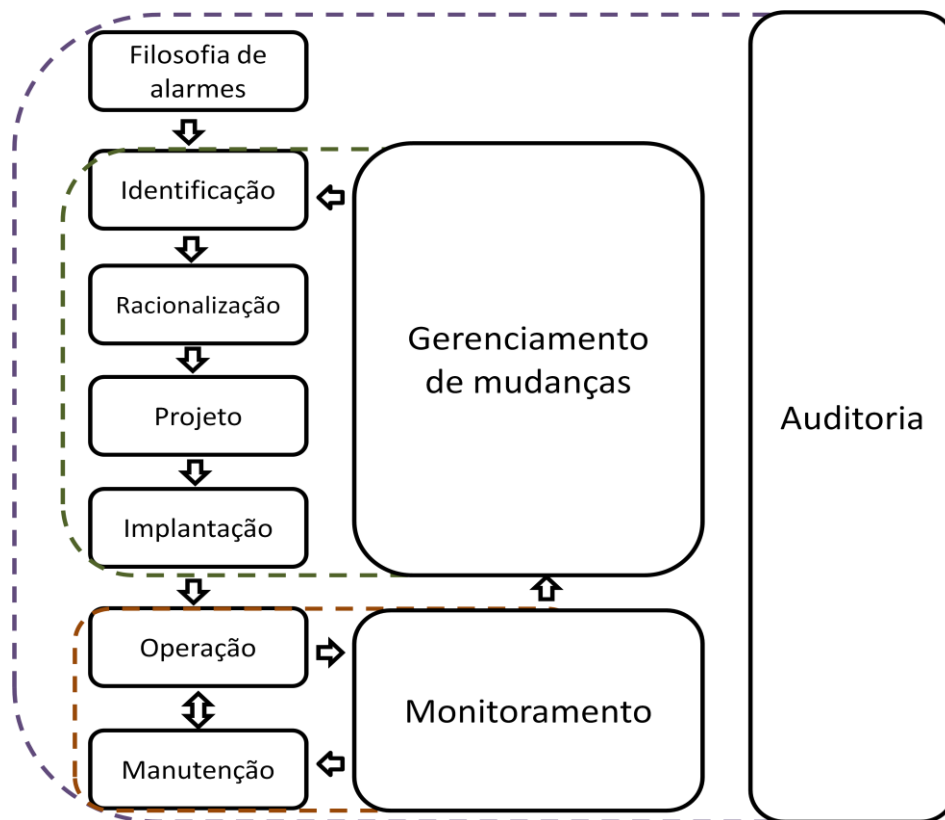 Filosofia de
alarmes
Identificação
Racionalização
Projeto
Implantação
Operação
Manutenção
Gerenciamento
de mudanças
Monitoramento
Auditoria